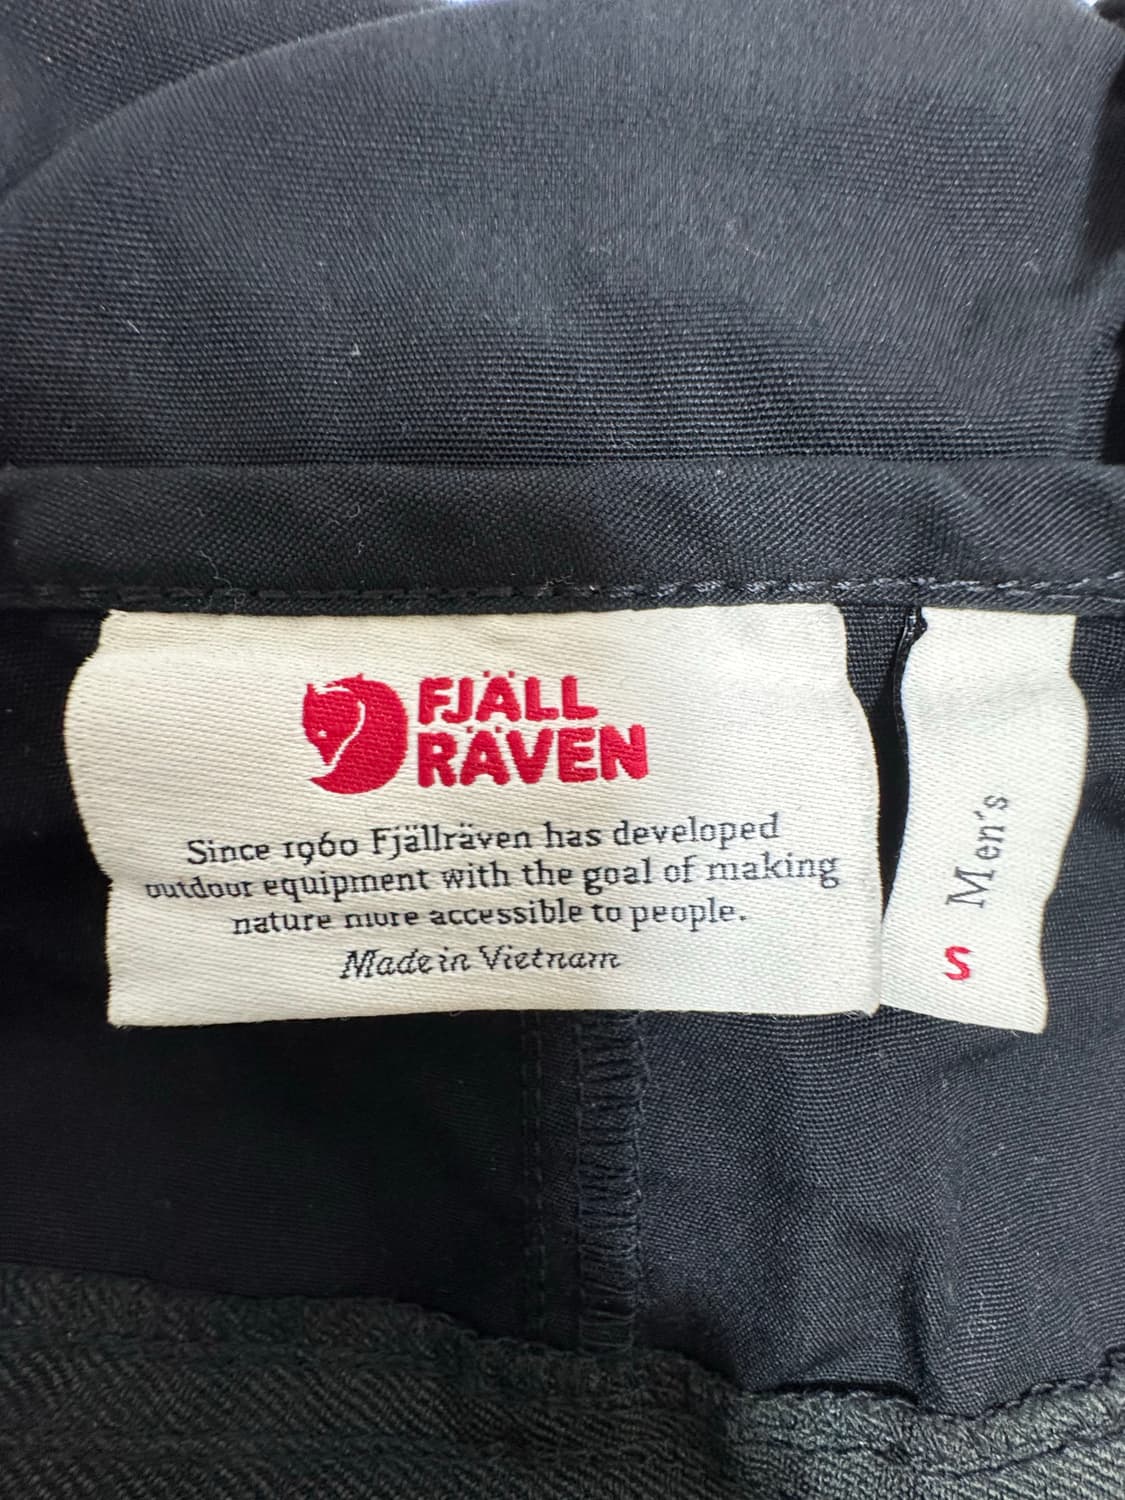 FJÄLL
RÄVEN
Since 1960 Fjällräven has developed
outdoor equipment with the goal of making
nature more accessible to people.
Made in Vietnam
Men's
S